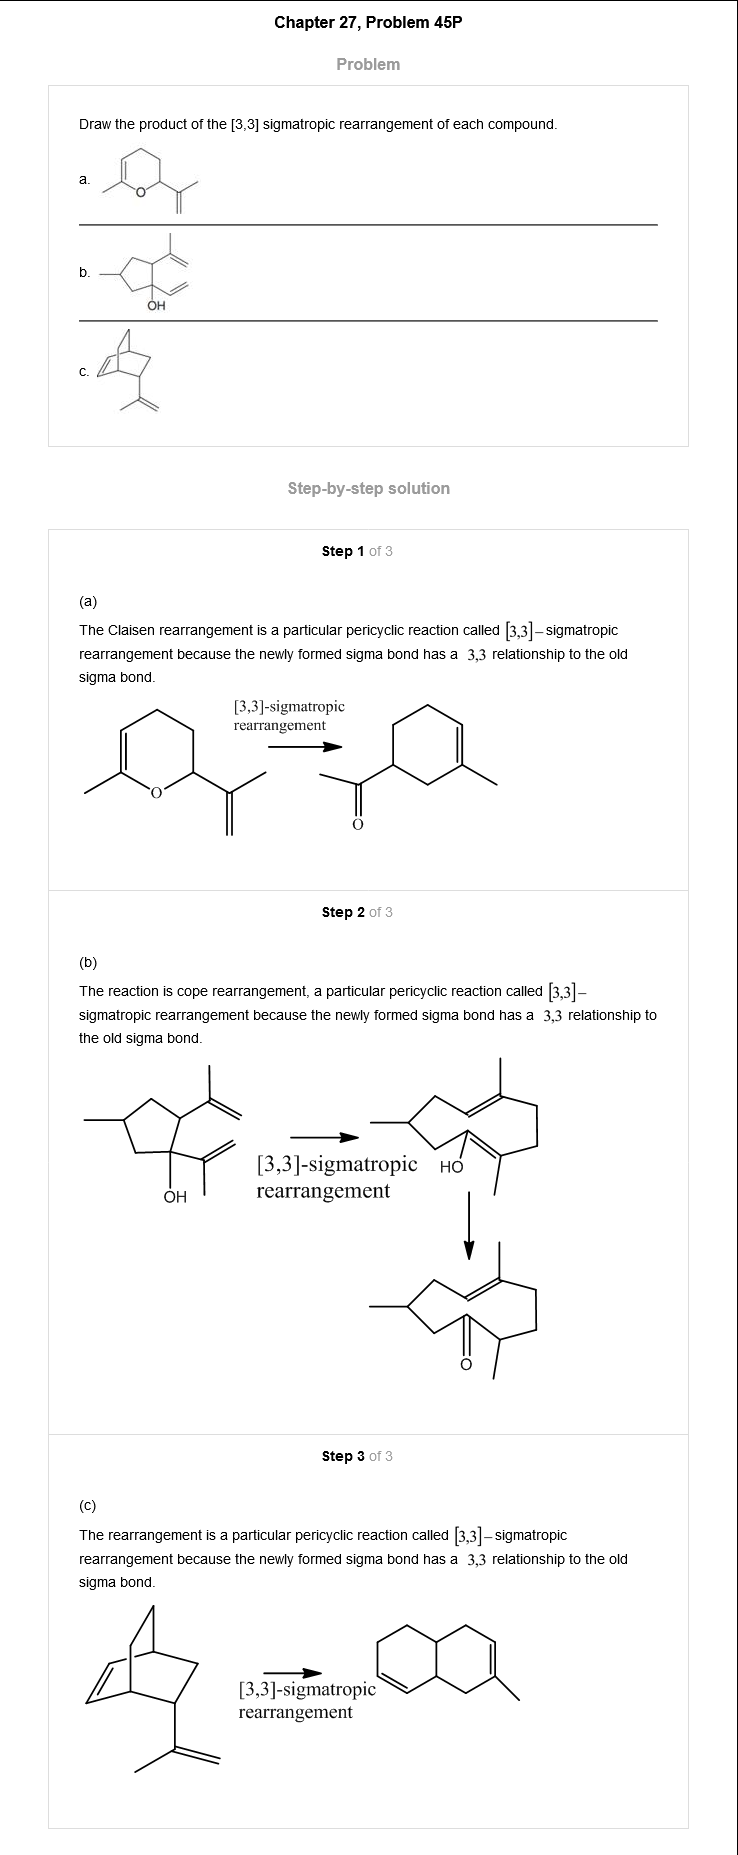 Chapter 27, Problem 45P
Problem
Draw the product of the [3,3] sigmatropic rearrangement of each compound.
a.
O
b.
OH
c.
Step-by-step solution
Step 1 of 3
(a)
The Claisen rearrangement is a particular pericyclic reaction called [3,3]–sigmatropic
rearrangement because the newly formed sigma bond has a 3,3 relationship to the old
sigma bond.
[3,3]-sigmatropic
rearrangement
O
O
Step 2 of 3
(b)
The reaction is cope rearrangement, a particular pericyclic reaction called [3,3]–
sigmatropic rearrangement because the newly formed sigma bond has a 3,3 relationship to
the old sigma bond.
[3,3]-sigmatropic
rearrangement
OH
HO
O
Step 3 of 3
(c)
The rearrangement is a particular pericyclic reaction called [3,3]–sigmatropic
rearrangement because the newly formed sigma bond has a 3,3 relationship to the old
sigma bond.
[3,3]-sigmatropic
rearrangement